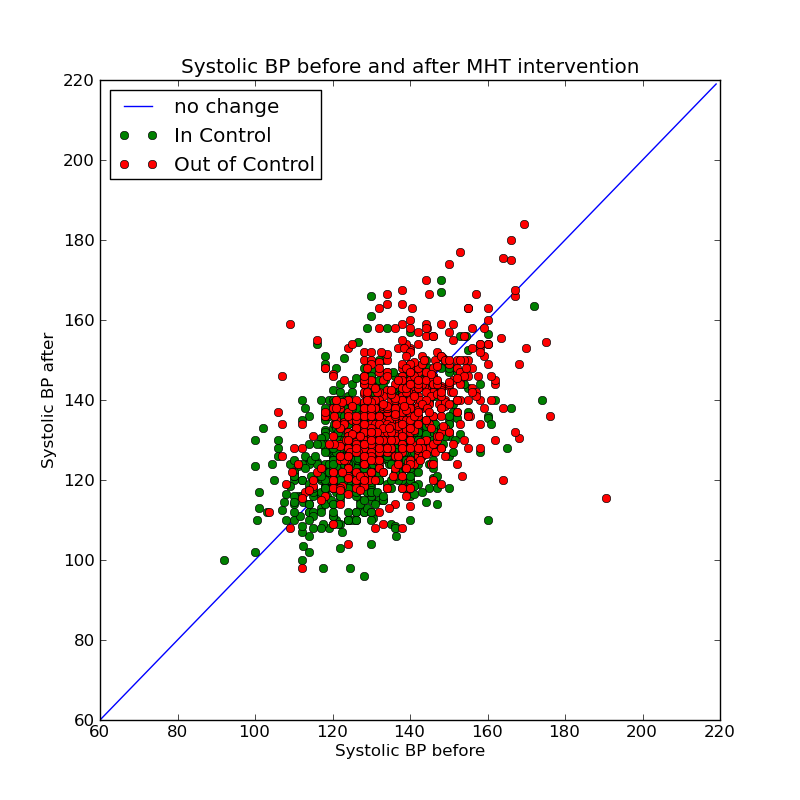 Systolic BP before and after MHT intervention
220
200
180
160
140
120
100
80
60
Systolic BP after
no change
In Control
Out of Control
60 80 100 120 140 160 180 200 220
Systolic BP before